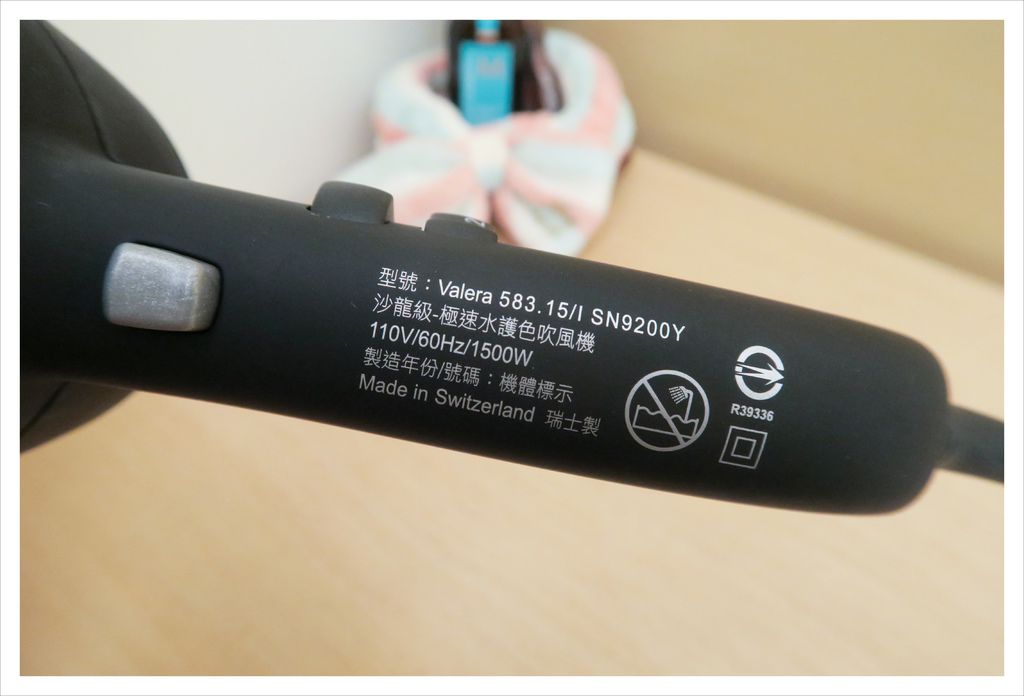 型號：Valera 583.15/I SN9200Y
沙龍級-極速水護色吹風機
110V/60Hz/1500W
製造年份/號碼：機體標示
Made in Switzerland 瑞士製
R39336